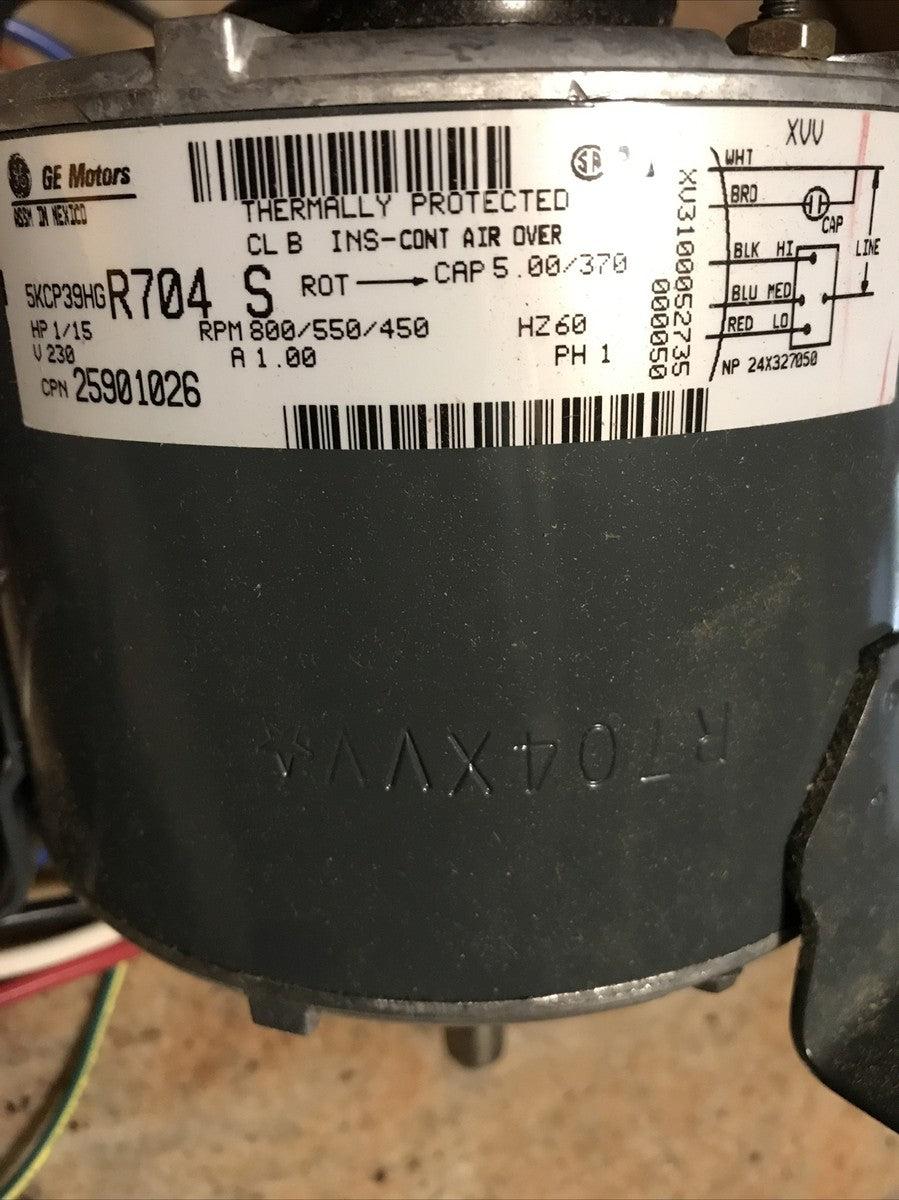 GE Motors
ASSM IN MEXICO
THERMALLY PROTECTED
CL B INS-CONT AIR OVER
5KCP39HG R704 S ROT CAP 5.00/370
HP 1/15 RPM 800/550/450 HZ 60
V 230 A 1.00 PH 1
CPN 25901026
XU3100052735
000050
XVV
WHT
BRO
CAP
BLK HI
LINE
BLU MED
RED LO
NP 24X327050
R704XVV☆